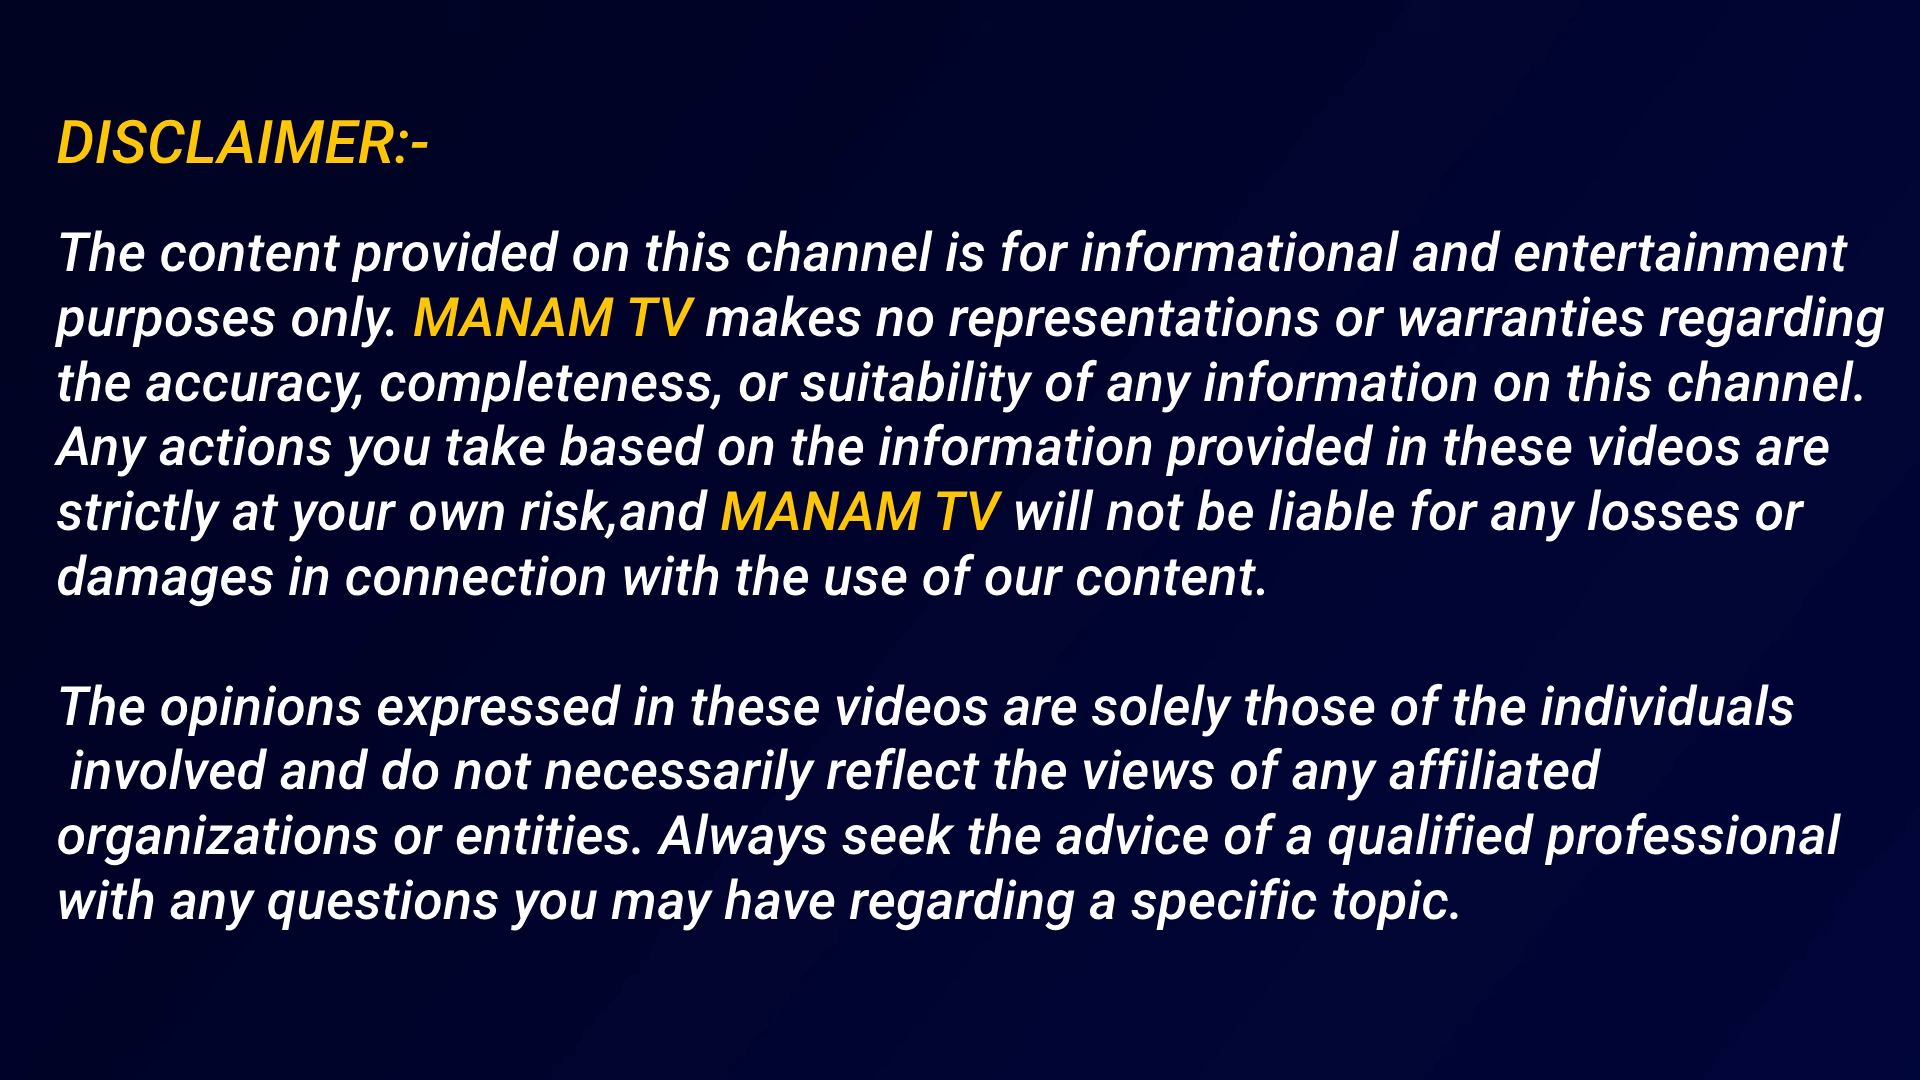 DISCLAIMER:-
The content provided on this channel is for informational and entertainment
purposes only. MANAM TV makes no representations or warranties regarding
the accuracy, completeness, or suitability of any information on this channel.
Any actions you take based on the information provided in these videos are
strictly at your own risk,and MANAM TV will not be liable for any losses or
damages in connection with the use of our content.
The opinions expressed in these videos are solely those of the individuals
involved and do not necessarily reflect the views of any affiliated
organizations or entities. Always seek the advice of a qualified professional
with any questions you may have regarding a specific topic.